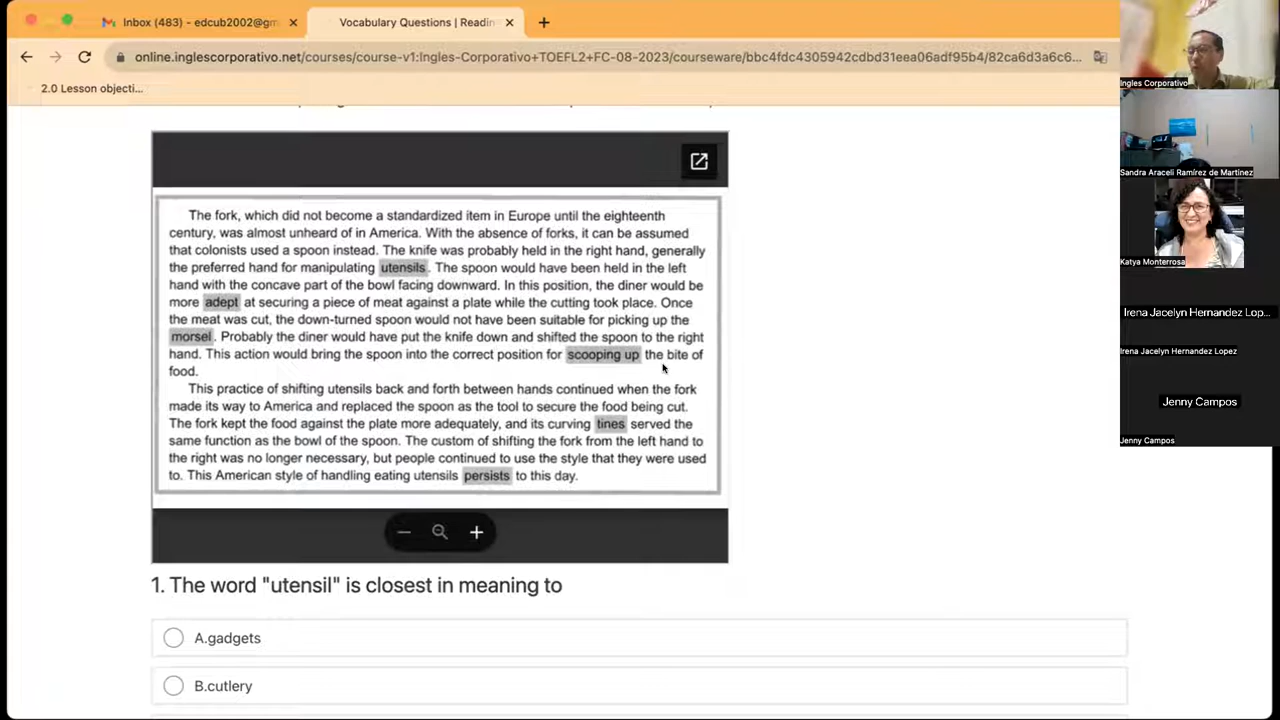 Inbox (483) - edcub2002@gm
Vocabulary Questions | Readin
online.inglescorporativo.net/courses/course-v1:Ingles-Corporativo+TOEFL2+FC-08-2023/courseware/bbc4fdc4305942cdbd31eea06adf95b4/82ca6d3a6c6...
2.0 Lesson objecti...
The fork, which did not become a standardized item in Europe until the eighteenth
century, was almost unheard of in America. With the absence of forks, it can be assumed
that colonists used a spoon instead. The knife was probably held in the right hand, generally
the preferred hand for manipulating utensils. The spoon would have been held in the left
hand with the concave part of the bowl facing downward. In this position, the diner would be
more adept at securing a piece of meat against a plate while the cutting took place. Once
the meat was cut, the down-turned spoon would not have been suitable for picking up the
morsel. Probably the diner would have put the knife down and shifted the spoon to the right
hand. This action would bring the spoon into the correct position for scooping up the bite of
food.
This practice of shifting utensils back and forth between hands continued when the fork
made its way to America and replaced the spoon as the tool to secure the food being cut.
The fork kept the food against the plate more adequately, and its curving tines served the
same function as the bowl of the spoon. The custom of shifting the fork from the left hand to
the right was no longer necessary, but people continued to use the style that they were used
to. This American style of handling eating utensils persists to this day.
1. The word "utensil" is closest in meaning to
A.gadgets
B.cutlery
Ingles Corporativo
Sandra Araceli Ramírez de Martínez
Katya Monterrosa
Irena Jacelyn Hernandez Lop...
Irena Jacelyn Hernandez Lopez
Jenny Campos
Jenny Campos